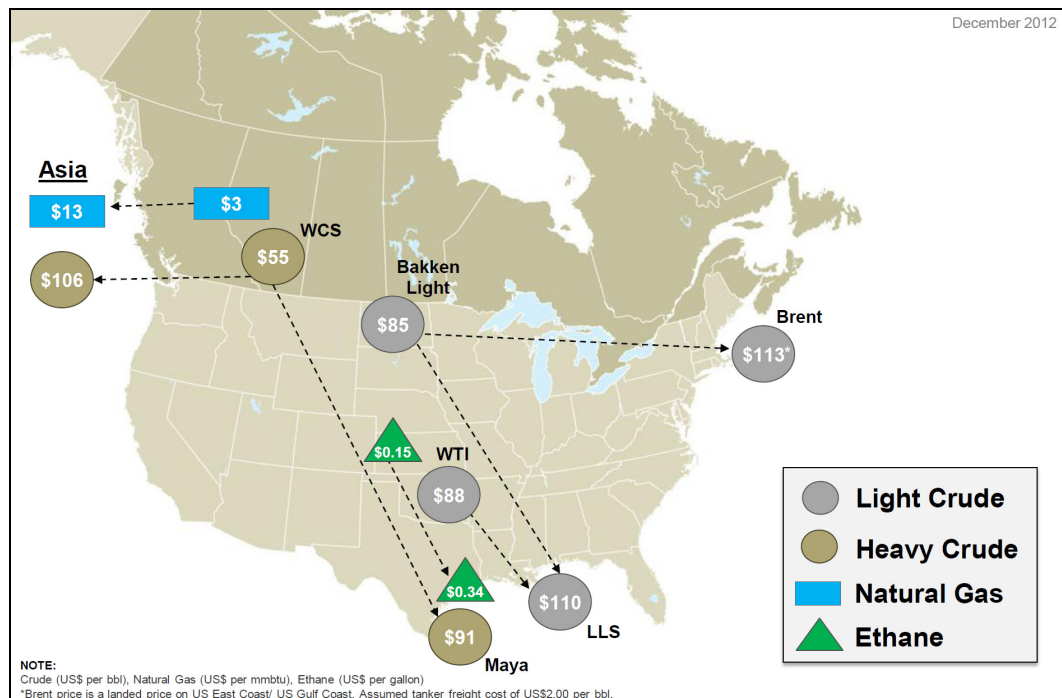 December 2012
Asia
$13
$3
WCS
$106
$55
Bakken
Light
$85
Brent
$113*
$0.15
WTI
$88
$0.34
$110
LLS
$91
Maya
Light Crude
Heavy Crude
Natural Gas
Ethane
NOTE:
Crude (US$ per bbl), Natural Gas (US$ per mmbtu), Ethane (US$ per gallon)
*Brent price is a landed price on US East Coast/ US Gulf Coast. Assumed tanker freight cost of US$2.00 per bbl.